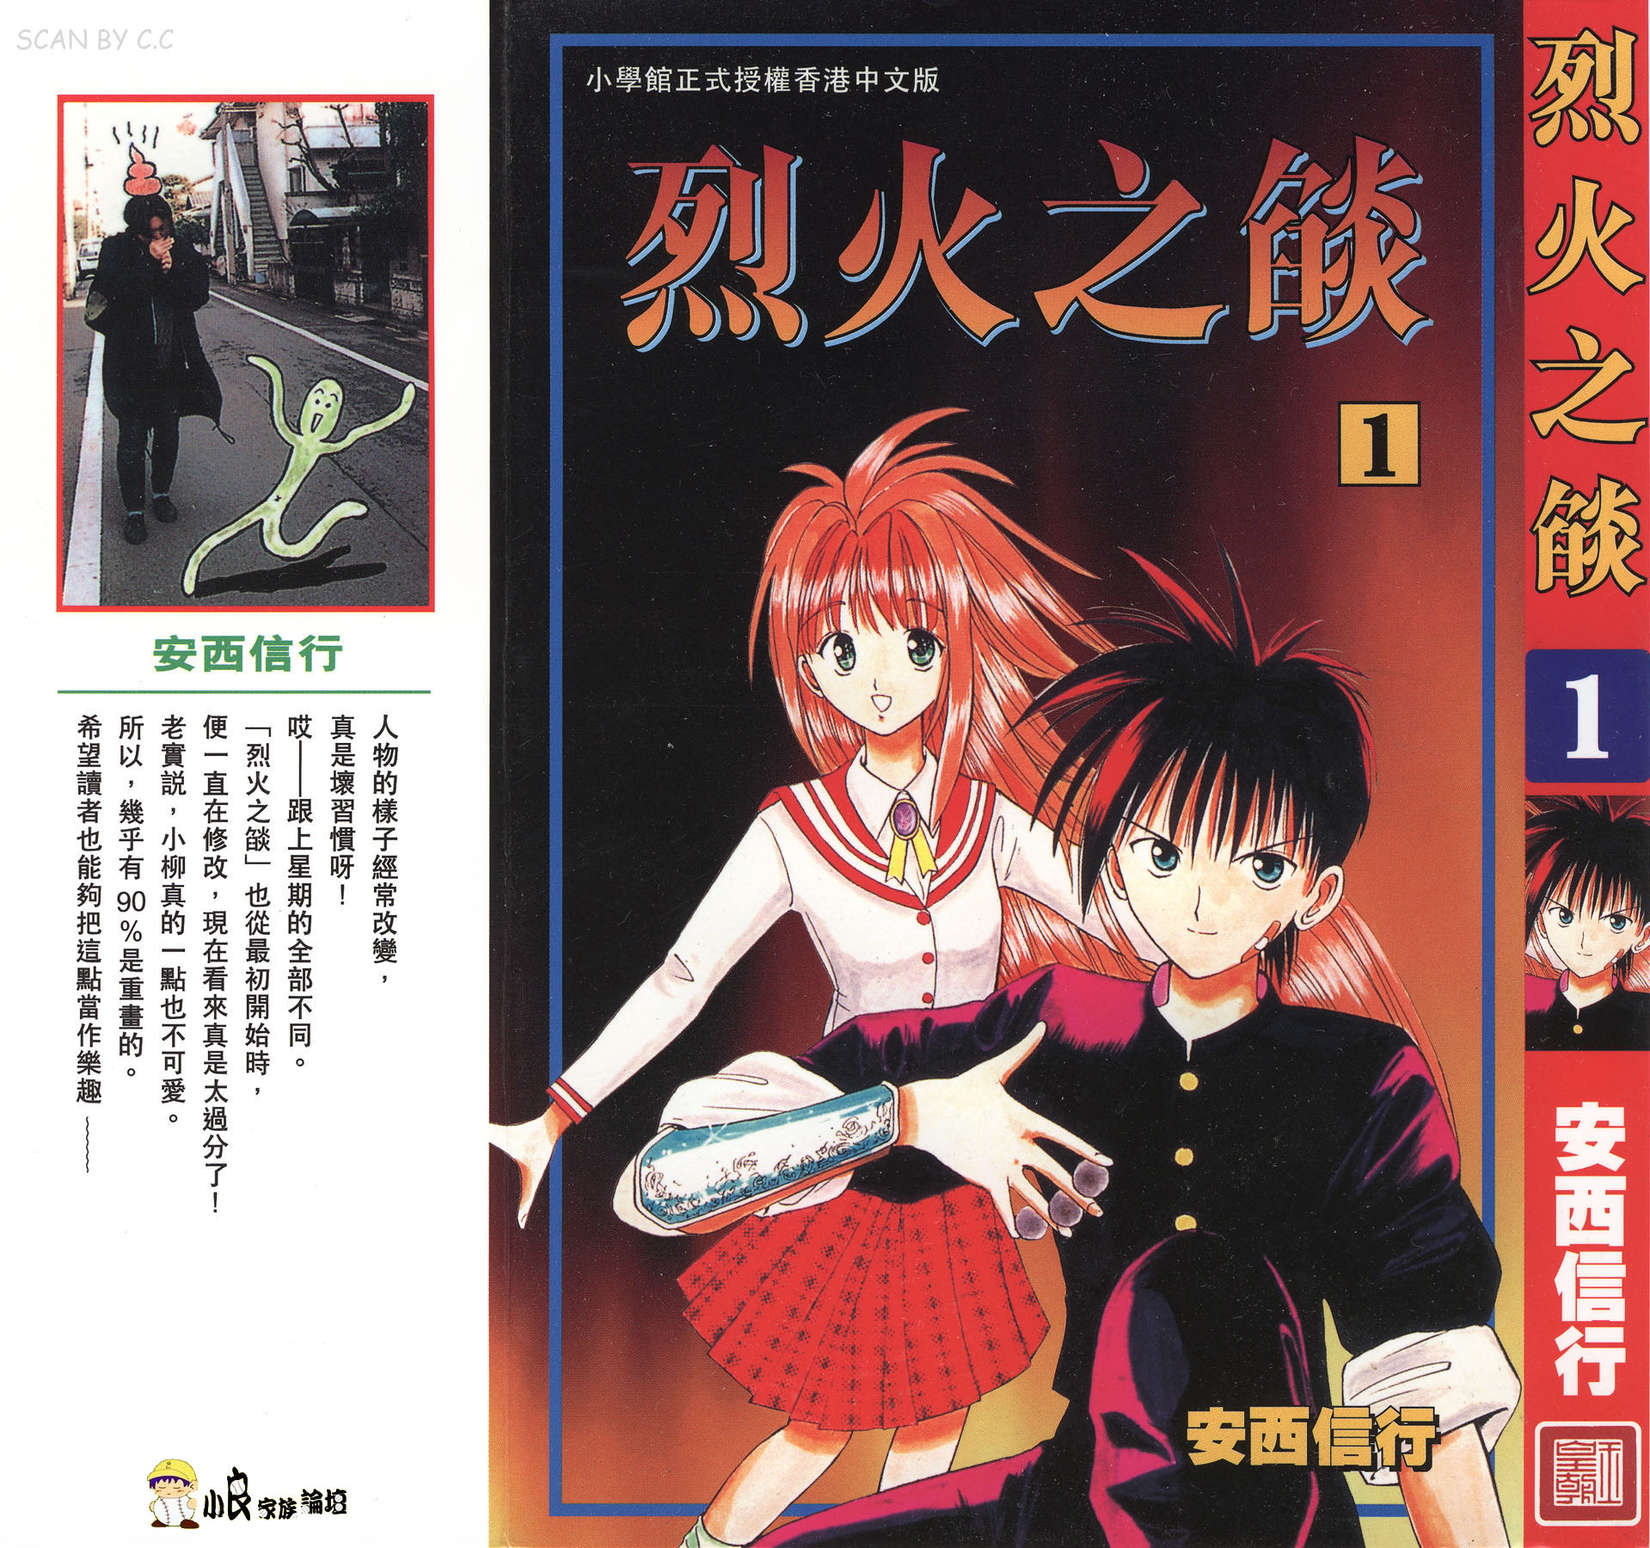 SCAN BY C.C
安西信行
人物的樣子經常改變，
真是壞習慣呀！
哎——跟上星期的全部不同。
「烈火之燄」也從最初開始時，
便一直在修改，現在看來真是太過分了！
老實説，小柳真的一點也不可愛。
所以，幾乎有90%是重畫的。
希望讀者也能夠把這點當作樂趣～～～
小良家族論壇
小學館正式授權香港中文版
烈火之燄
1
安西信行
烈火之燄
1
安西信行